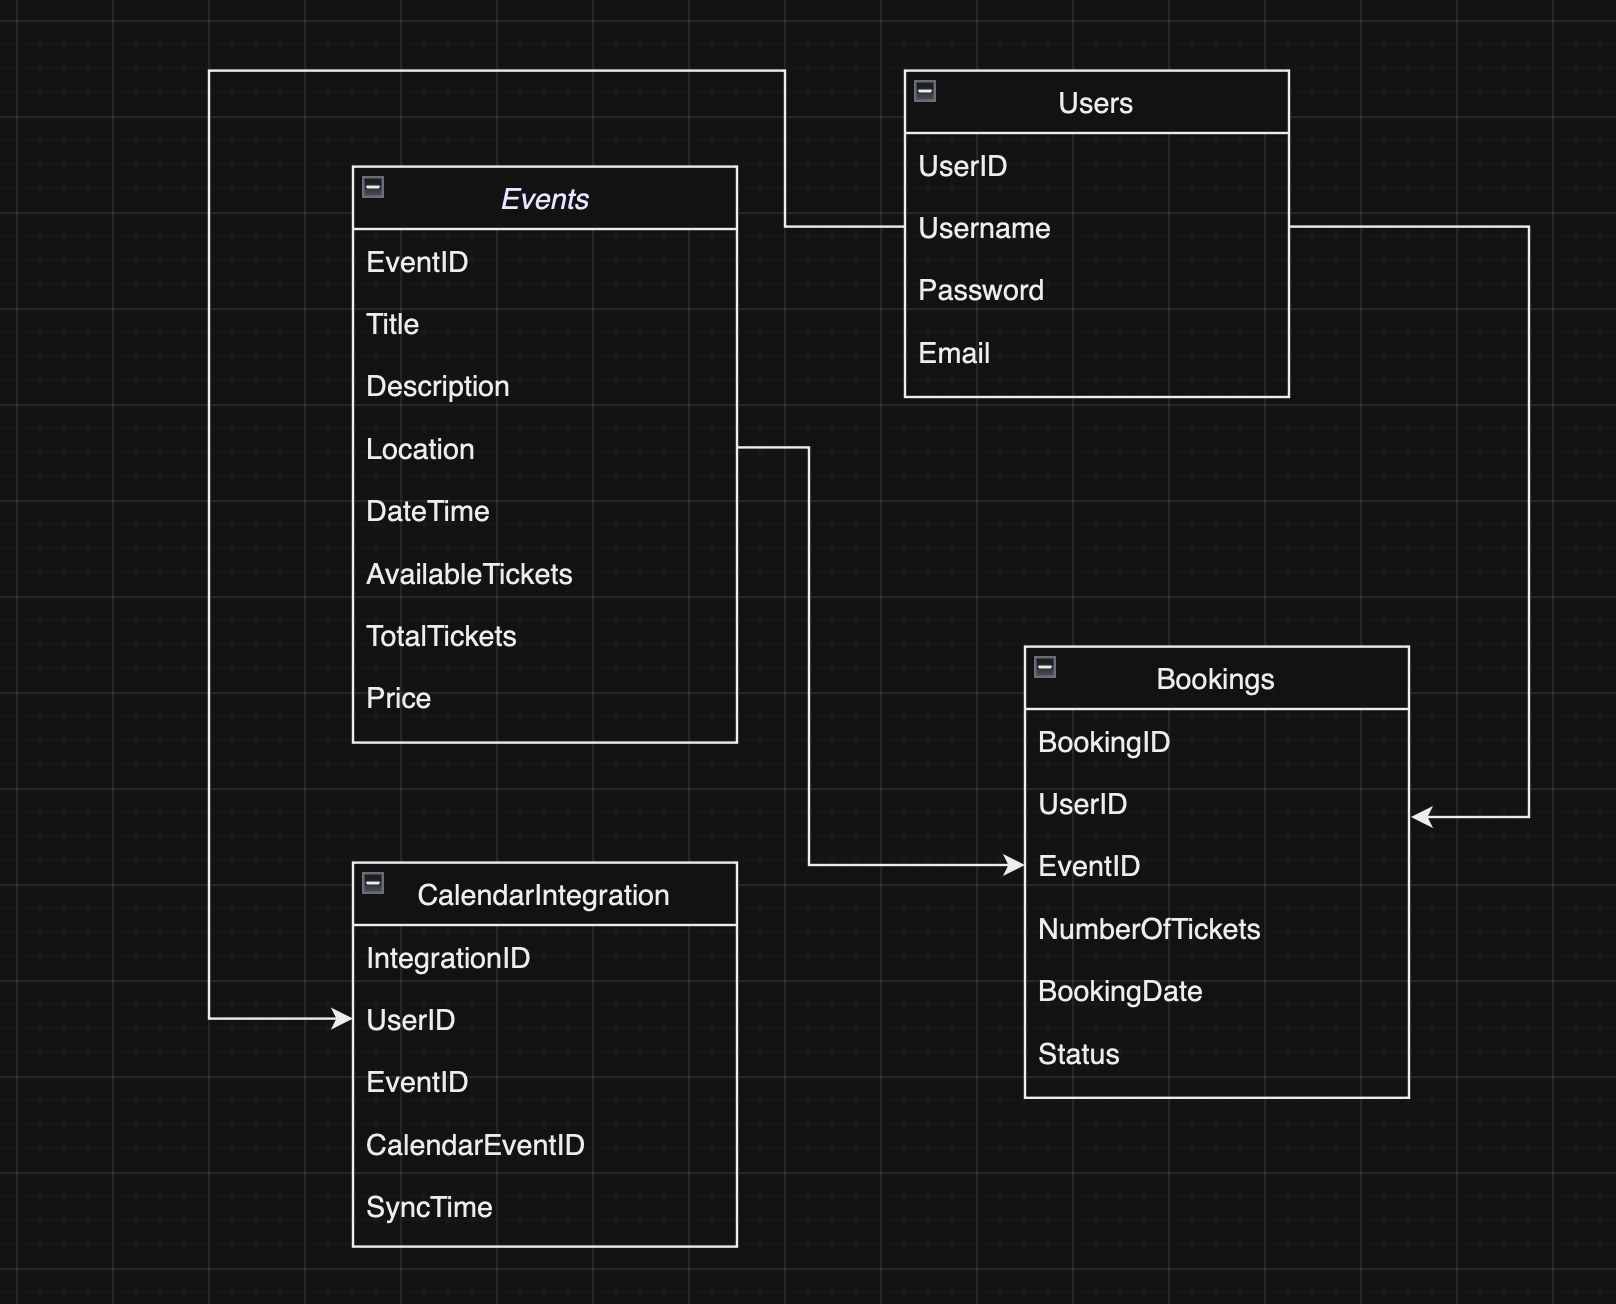 Users
UserID
Username
Password
Email
Events
EventID
Title
Description
Location
DateTime
AvailableTickets
TotalTickets
Price
Bookings
BookingID
UserID
EventID
NumberOfTickets
BookingDate
Status
CalendarIntegration
IntegrationID
UserID
EventID
CalendarEventID
SyncTime